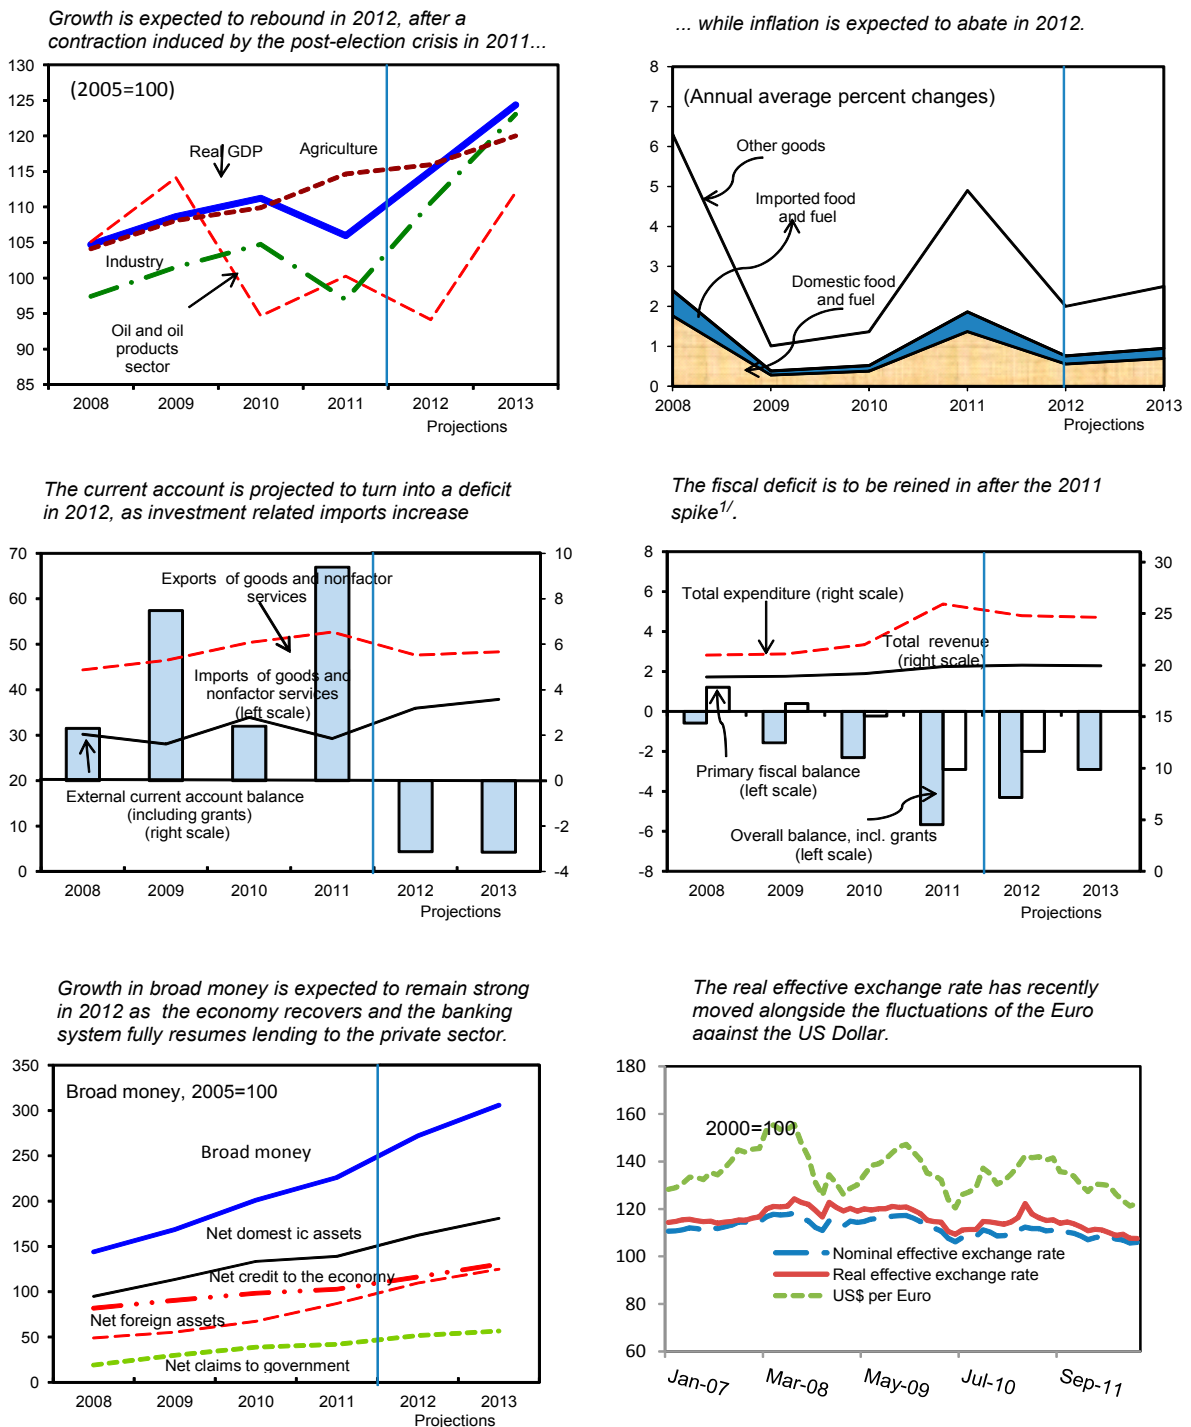 Growth is expected to rebound in 2012, after a
contraction induced by the post-election crisis in 2011...
130
125
120
115
110
105
100
95
90
85
(2005=100)
Real GDP
Agriculture
Industry
Oil and oil
products
sector
2008 2009 2010 2011 2012 2013
Projections
... while inflation is expected to abate in 2012.
8
7
6
5
4
3
2
1
0
(Annual average percent changes)
Other goods
Imported food
and fuel
Domestic food
and fuel
2008 2009 2010 2011 2012 2013
Projections
The current account is projected to turn into a deficit
in 2012, as investment related imports increase
70
60
50
40
30
20
10
0
Exports of goods and nonfactor
services
Imports of goods and
nonfactor services
(left scale)
External current account balance
(including grants)
(right scale)
10
8
6
4
2
0
-2
-4
2008 2009 2010 2011 2012 2013
Projections
The fiscal deficit is to be reined in after the 2011
spike1/.
8
6
4
2
0
-2
-4
-6
-8
Total expenditure (right scale)
Total revenue
(right scale)
Primary fiscal balance
(left scale)
Overall balance, incl. grants
(left scale)
30
25
20
15
10
5
0
2008 2009 2010 2011 2012 2013
Projections
Growth in broad money is expected to remain strong
in 2012 as the economy recovers and the banking
system fully resumes lending to the private sector.
350
300
250
200
150
100
50
0
Broad money, 2005=100
Broad money
Net domest ic assets
Net credit to the economy
Net foreign assets
Net claims to government
2008 2009 2010 2011 2012 2013
Projections
The real effective exchange rate has recently
moved alongside the fluctuations of the Euro
against the US Dollar.
180
160
140
120
100
80
60
2000=100
Nominal effective exchange rate
Real effective exchange rate
US$ per Euro
Jan-07 Mar-08 May-09 Jul-10 Sep-11